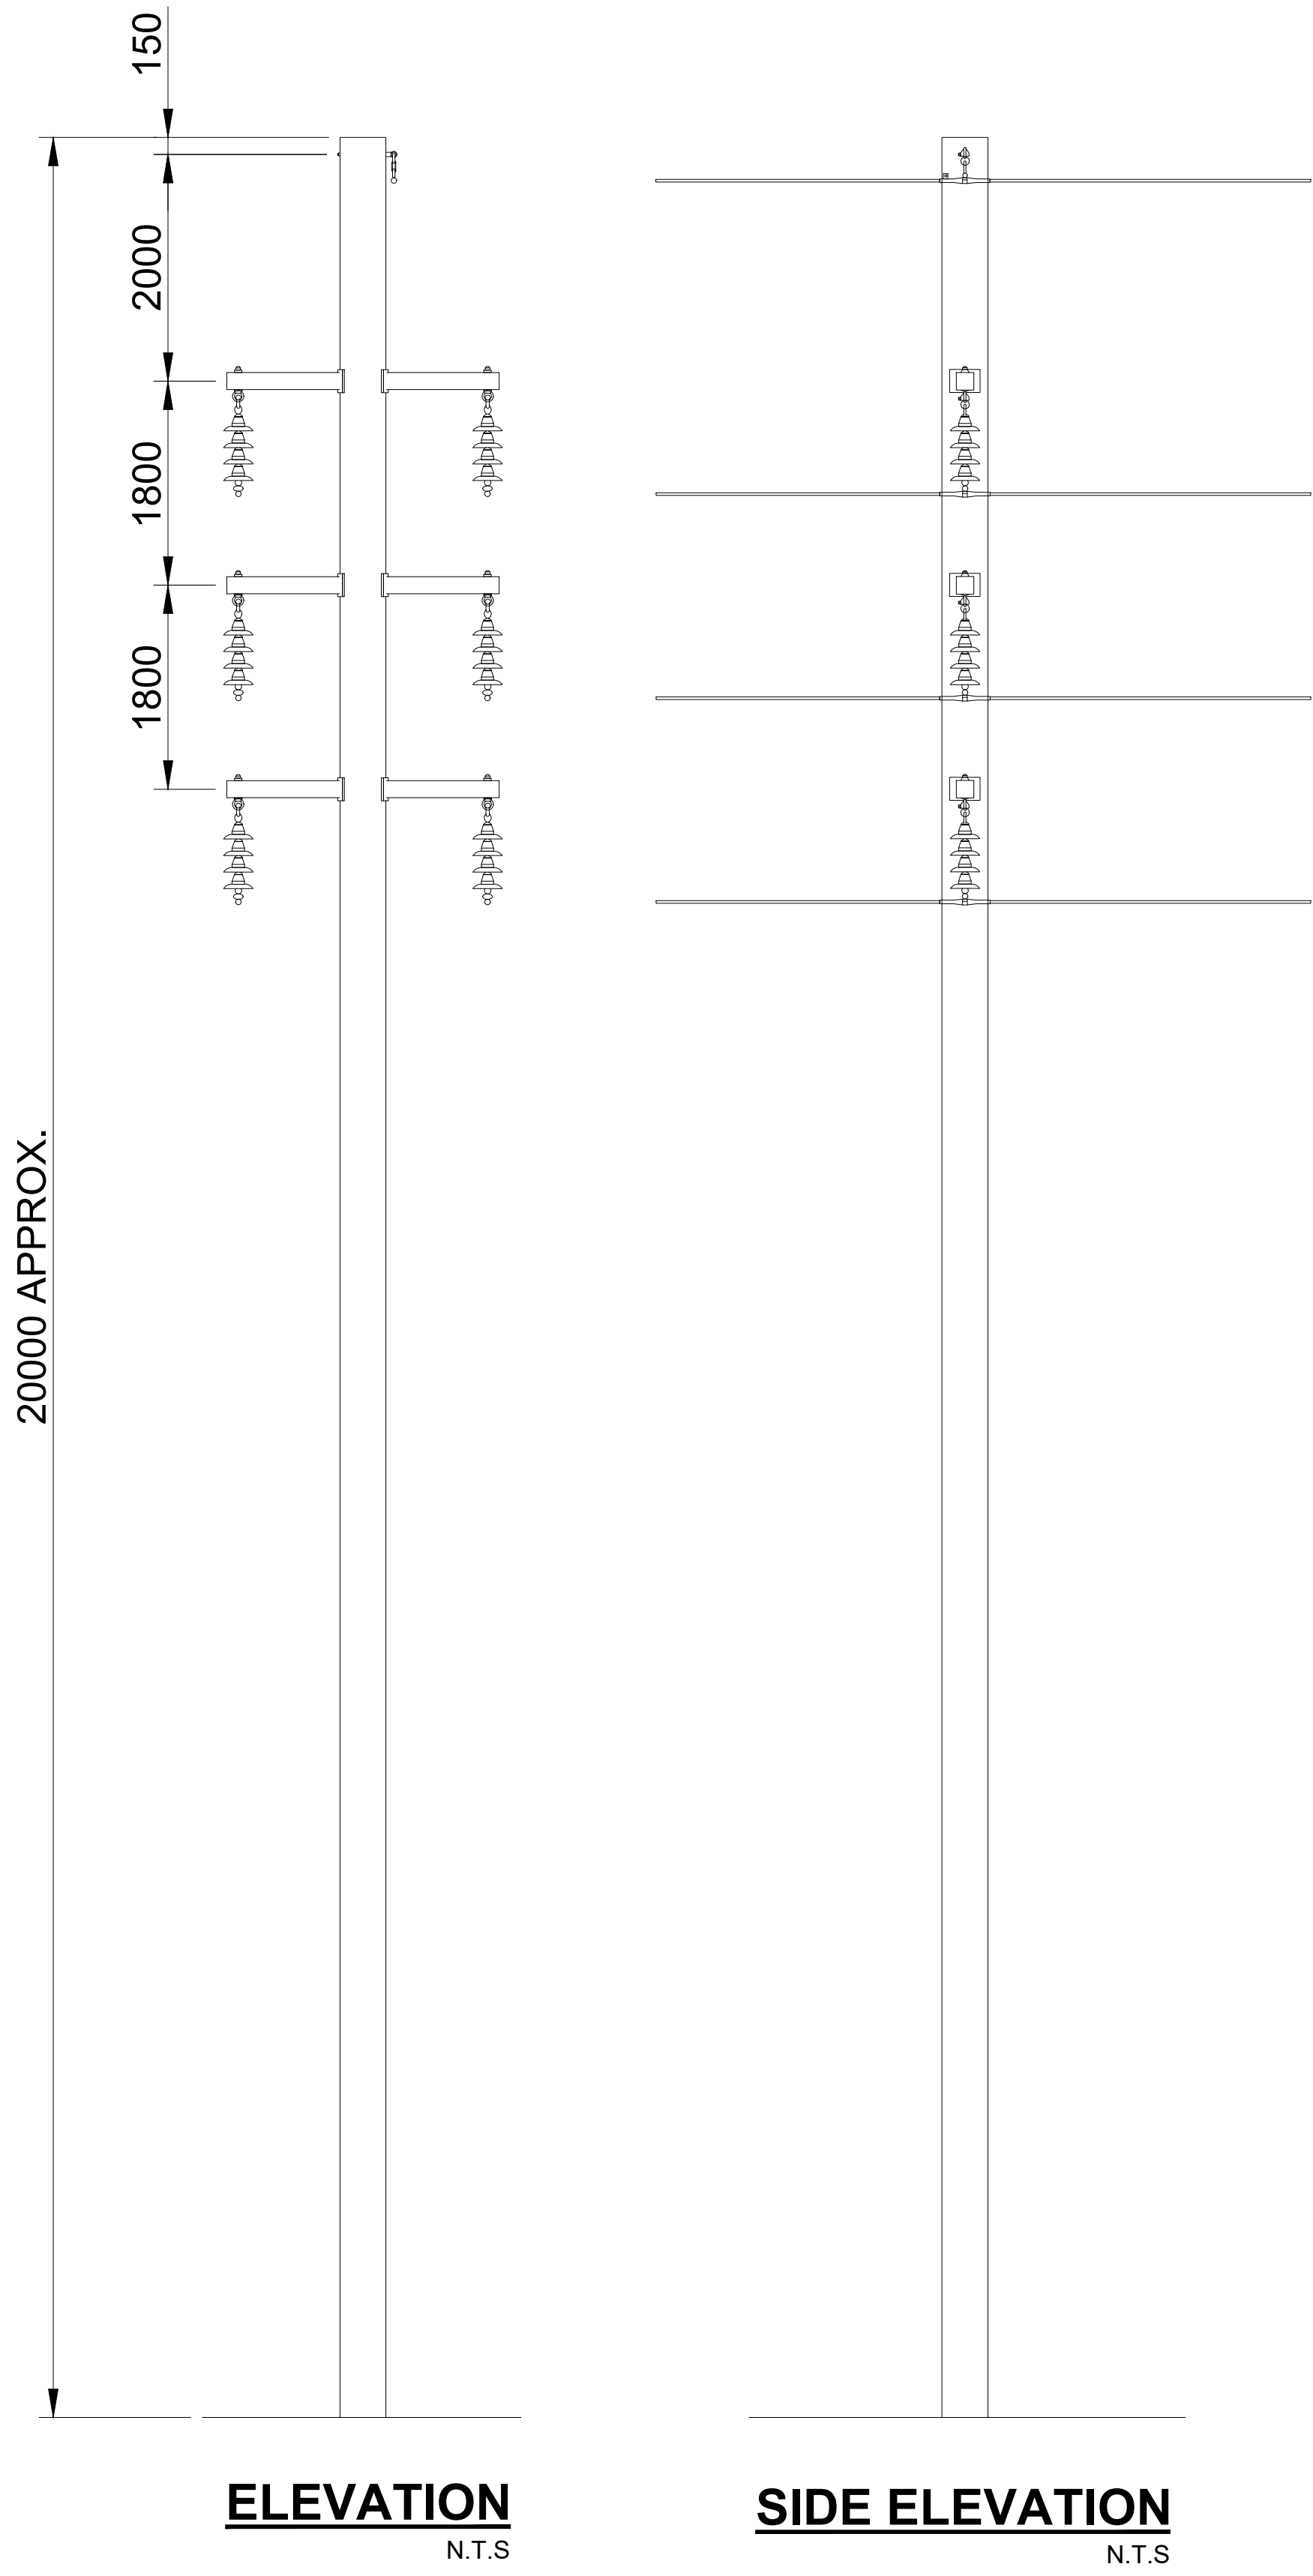 150
2000
1800
1800
20000 APPROX.
ELEVATION
N.T.S
SIDE ELEVATION
N.T.S